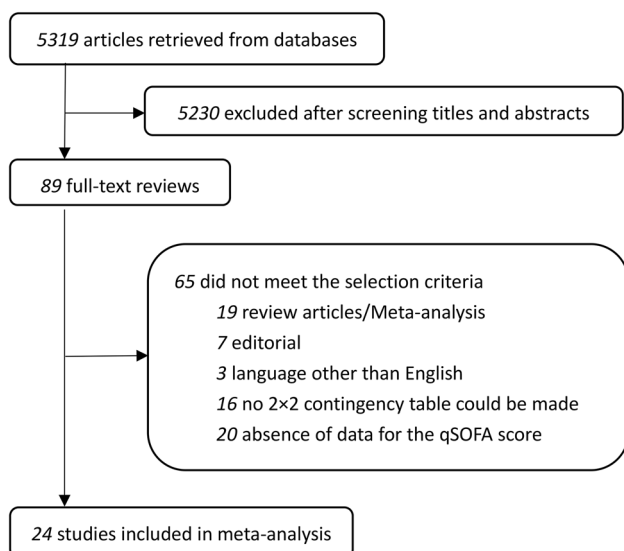 5319 articles retrieved from databases
5230 excluded after screening titles and abstracts
89 full-text reviews
65 did not meet the selection criteria
19 review articles/Meta-analysis
7 editorial
3 language other than English
16 no 2×2 contingency table could be made
20 absence of data for the qSOFA score
24 studies included in meta-analysis